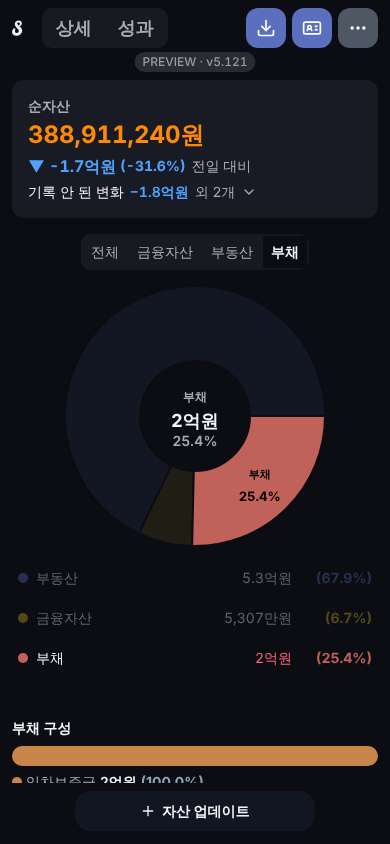 상세 성과
PREVIEW · v5.121
순자산
388,911,240원
▼ -1.7억원 (-31.6%) 전일 대비
기록 안 된 변화 −1.8억원 외 2개
전체 금융자산 부동산 부채
부채
2억원
25.4%
부채
25.4%
부동산 5.3억원 (67.9%)
금융자산 5,307만원 (6.7%)
부채 2억원 (25.4%)
부채 구성
임차보증금 2억원 (100.0%)
+ 자산 업데이트